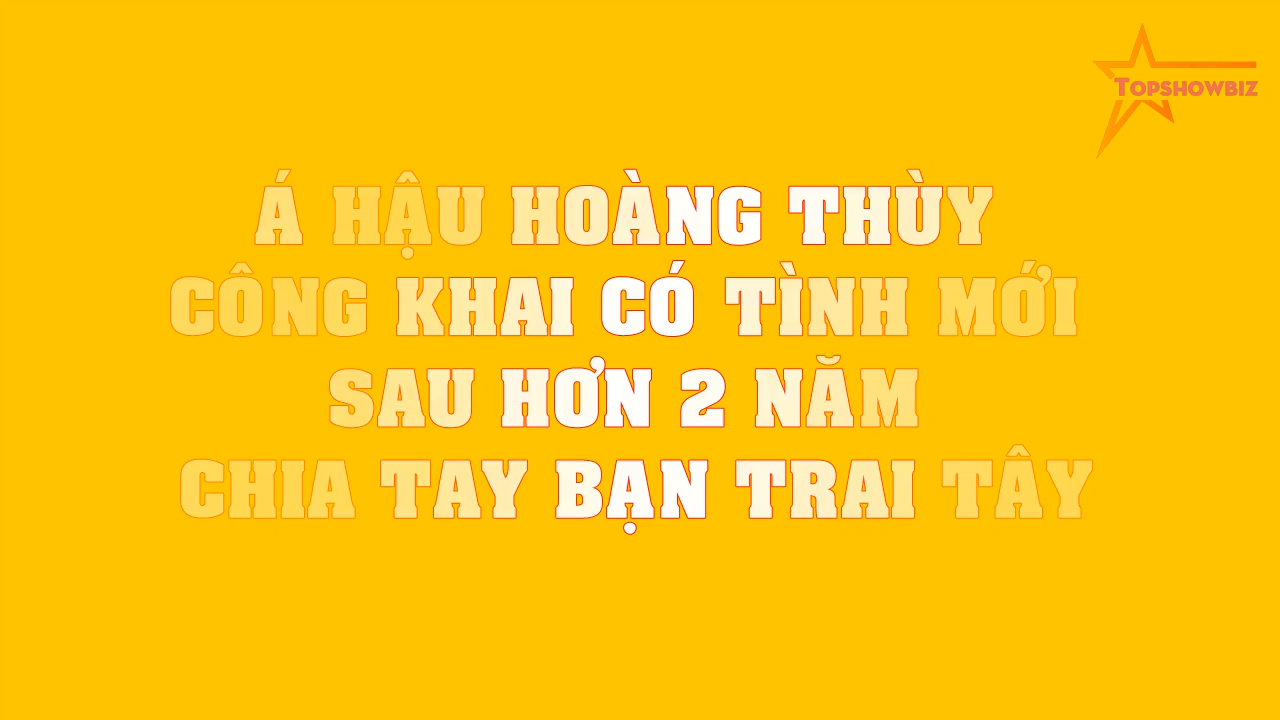 TOPSHOWBIZ
Á HẬU HOÀNG THÙY
CÔNG KHAI CÓ TÌNH MỚI
SAU HƠN 2 NĂM
CHIA TAY BẠN TRAI TÂY